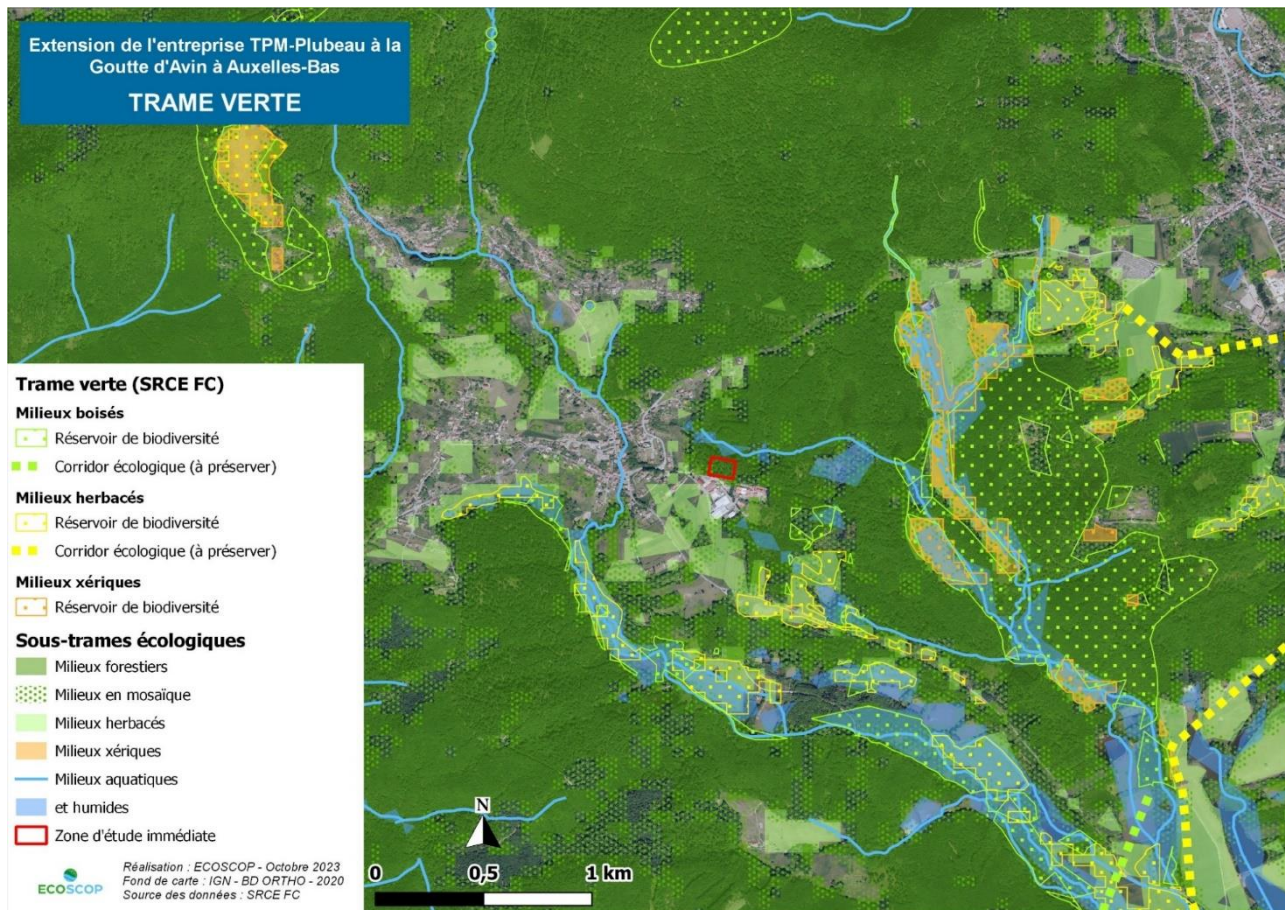 Extension de l'entreprise TPM-Plubeau à la
Goutte d'Avin à Auxelles-Bas
TRAME VERTE
Trame verte (SRCE FC)
Milieux boisés
Réservoir de biodiversité
Corridor écologique (à préserver)
Milieux herbacés
Réservoir de biodiversité
Corridor écologique (à préserver)
Milieux xériques
Réservoir de biodiversité
Sous-trames écologiques
Milieux forestiers
Milieux en mosaïque
Milieux herbacés
Milieux xériques
Milieux aquatiques
et humides
Zone d'étude immédiate
ECOSCOP
Réalisation : ECOSCOP - Octobre 2023
Fond de carte : IGN - BD ORTHO - 2020
Source des données : SRCE FC
N
0 0,5 1 km